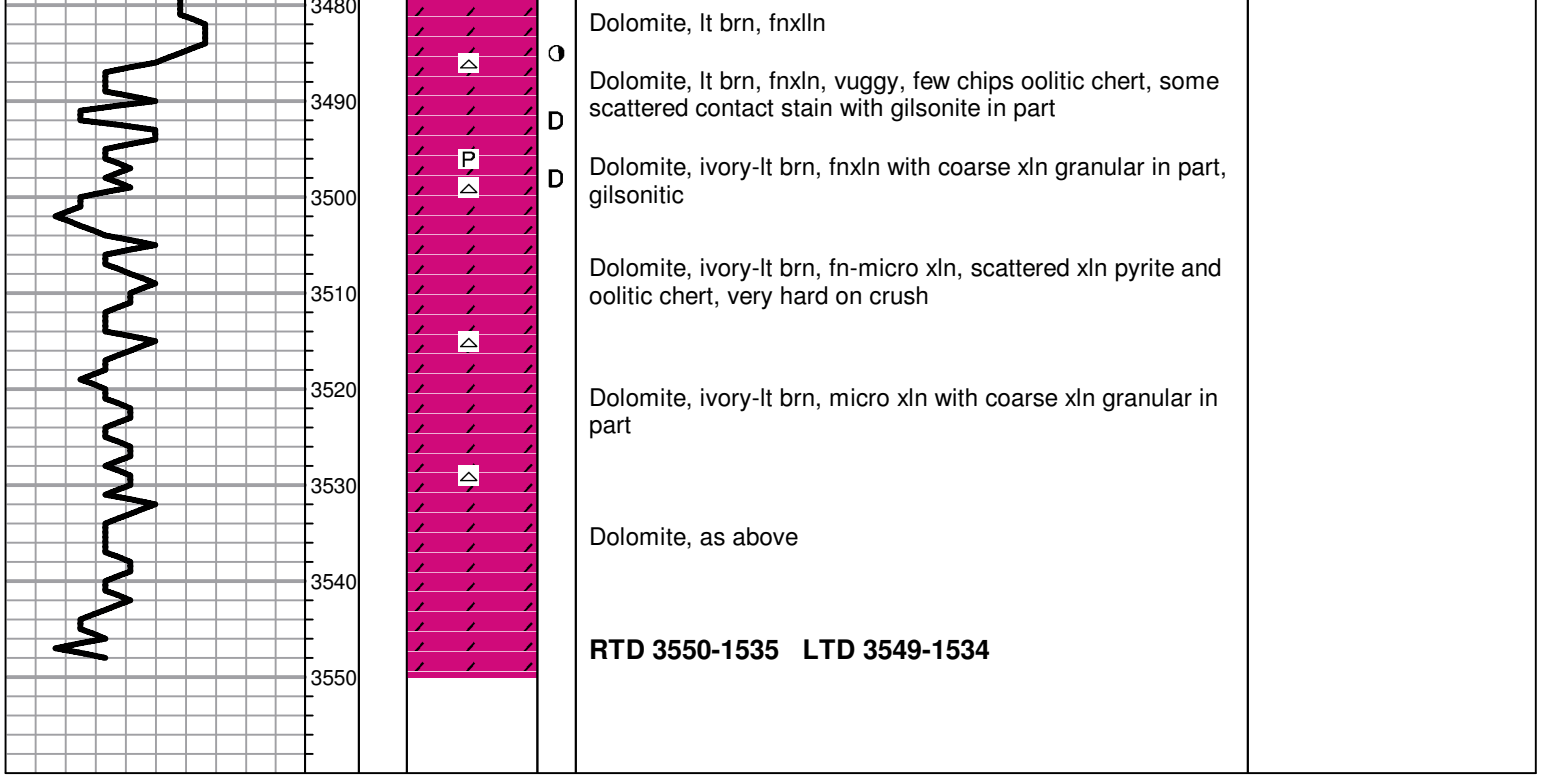 3480
Dolomite, lt brn, fnxlln
Dolomite, lt brn, fnxln, vuggy, few chips oolitic chert, some
scattered contact stain with gilsonite in part
3490
D
P
Dolomite, ivory-lt brn, fnxln with coarse xln granular in part,
gilsonitic
D
3500
Dolomite, ivory-lt brn, fn-micro xln, scattered xln pyrite and
oolitic chert, very hard on crush
3510
3520
Dolomite, ivory-lt brn, micro xln with coarse xln granular in
part
3530
Dolomite, as above
3540
RTD 3550-1535 LTD 3549-1534
3550